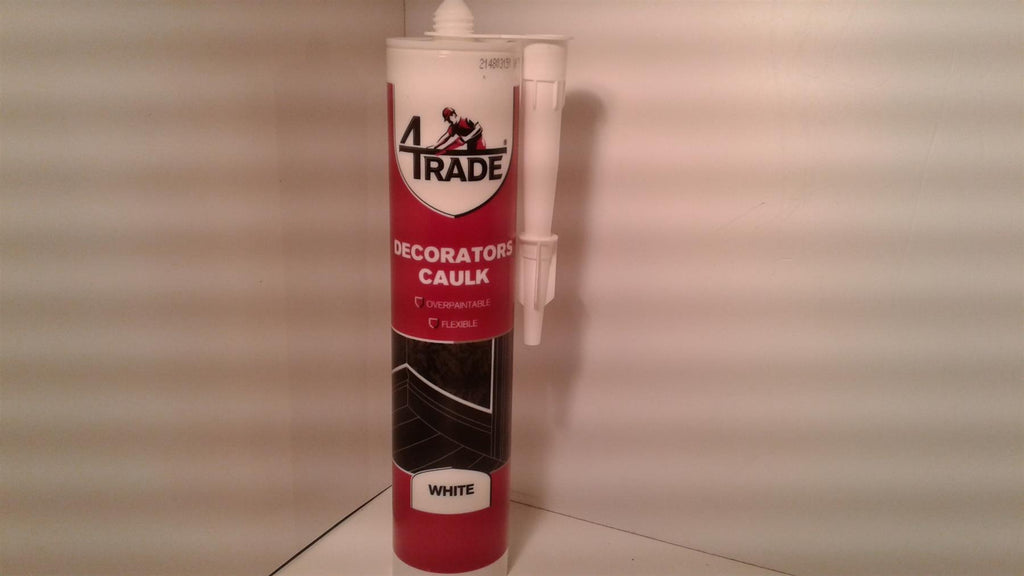 4TRADE
DECORATORS
CAULK
OVERPAINTABLE
FLEXIBLE
WHITE